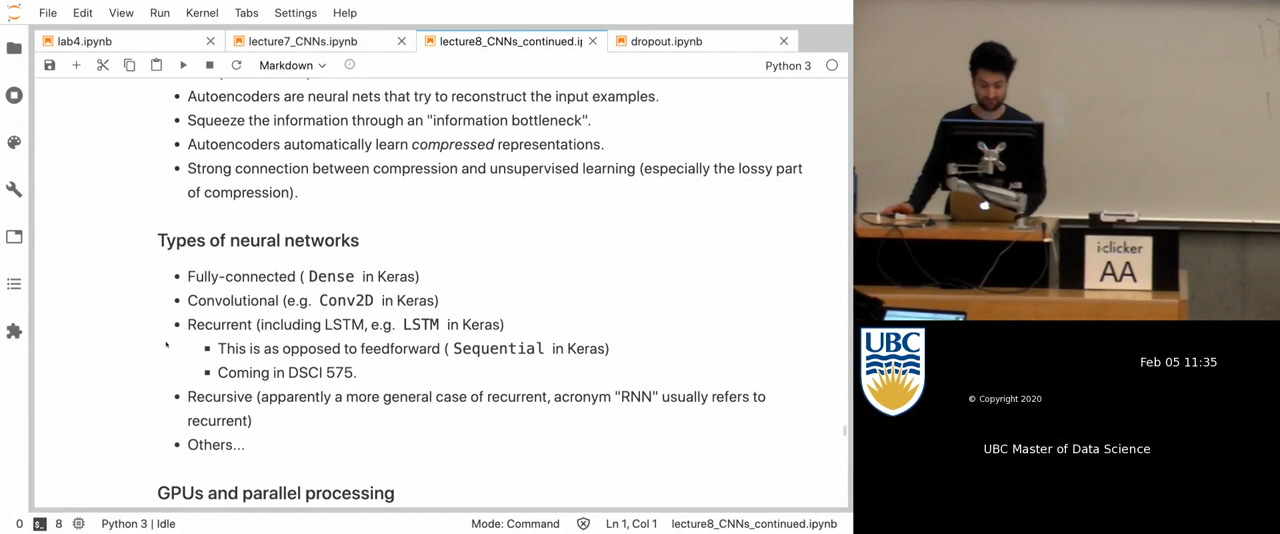 File Edit View Run Kernel Tabs Settings Help
lab4.ipynb lecture7_CNNs.ipynb lecture8_CNNs_continued.i dropout.ipynb
Markdown Python 3
• Autoencoders are neural nets that try to reconstruct the input examples.
• Squeeze the information through an "information bottleneck".
• Autoencoders automatically learn compressed representations.
• Strong connection between compression and unsupervised learning (especially the lossy part
of compression).
Types of neural networks
• Fully-connected ( Dense in Keras)
• Convolutional (e.g. Conv2D in Keras)
• Recurrent (including LSTM, e.g. LSTM in Keras)
▪ This is as opposed to feedforward ( Sequential in Keras)
▪ Coming in DSCI 575.
• Recursive (apparently a more general case of recurrent, acronym "RNN" usually refers to
recurrent)
• Others...
GPUs and parallel processing
0 8 Python 3 | Idle Mode: Command Ln 1, Col 1 lecture8_CNNs_continued.ipynb
i>clicker
AA
UBC
Feb 05 11:35
© Copyright 2020
UBC Master of Data Science